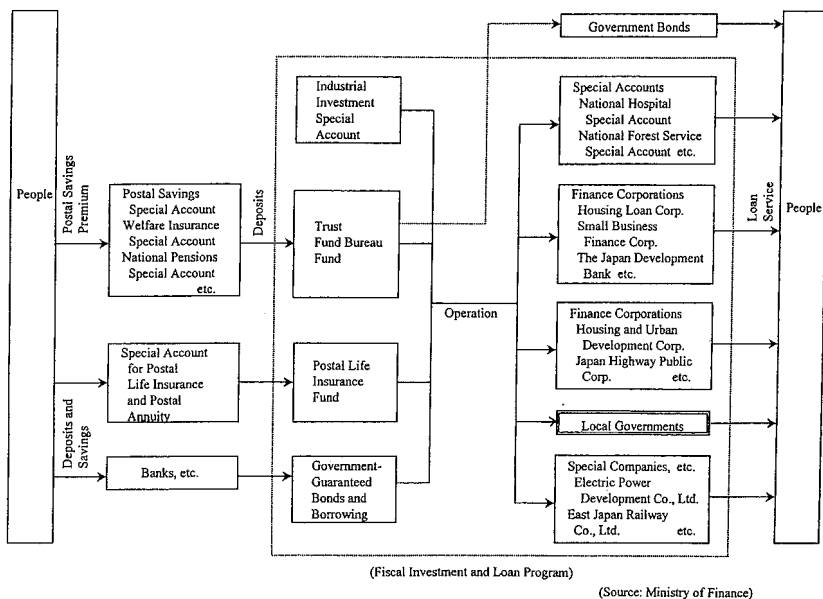 Government Bonds
Industrial
Investment
Special
Account
Special Accounts
National Hospital
Special Account
National Forest Service
Special Account etc.
People
Postal Savings
Premium
Postal Savings
Special Account
Welfare Insurance
Special Account
National Pensions
Special Account
etc.
Deposits
Trust
Fund Bureau
Fund
Finance Corporations
Housing Loan Corp.
Small Business
Finance Corp.
The Japan Development
Bank etc.
Loan
Service
People
Operation
Finance Corporations
Housing and Urban
Development Corp.
Japan Highway Public
Corp. etc.
Special Account
for Postal
Life Insurance
and Postal
Annuity
Postal Life
Insurance
Fund
Local Governments
Deposits and
Savings
Banks, etc.
Government-
Guaranteed
Bonds and
Borrowing
Special Companies, etc.
Electric Power
Development Co., Ltd.
East Japan Railway
Co., Ltd. etc.
(Fiscal Investment and Loan Program)
(Source: Ministry of Finance)